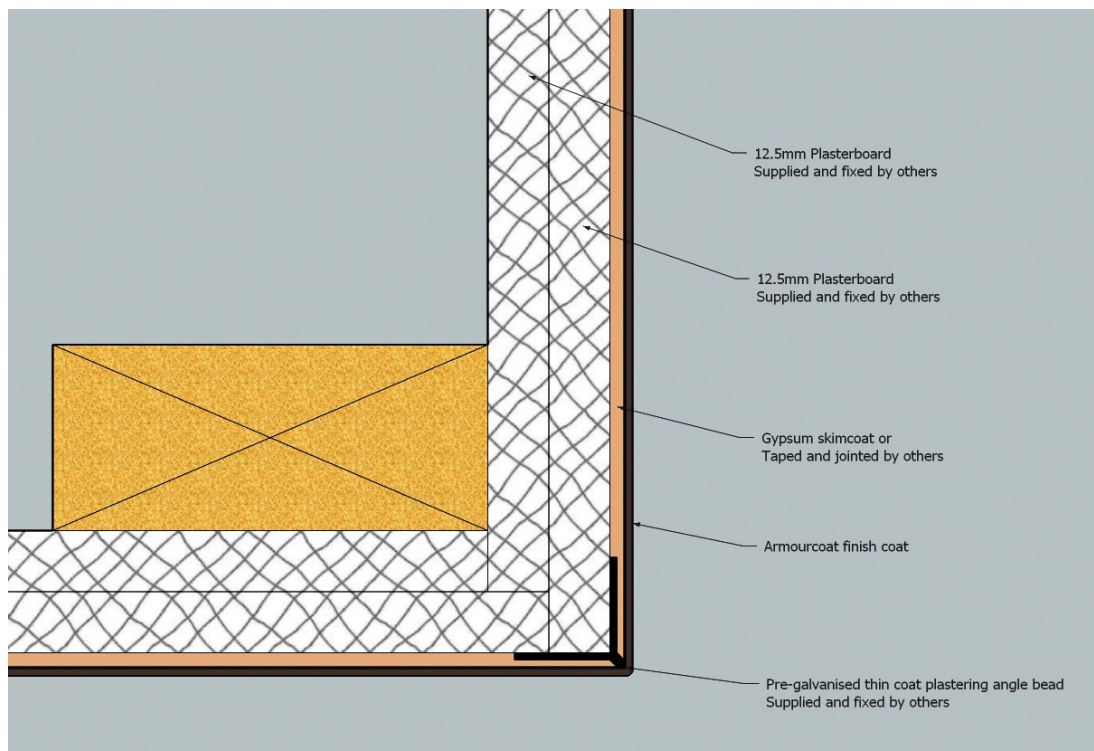 12.5mm Plasterboard
Supplied and fixed by others
12.5mm Plasterboard
Supplied and fixed by others
Gypsum skimcoat or
Taped and jointed by others
Armourcoat finish coat
Pre-galvanised thin coat plastering angle bead
Supplied and fixed by others